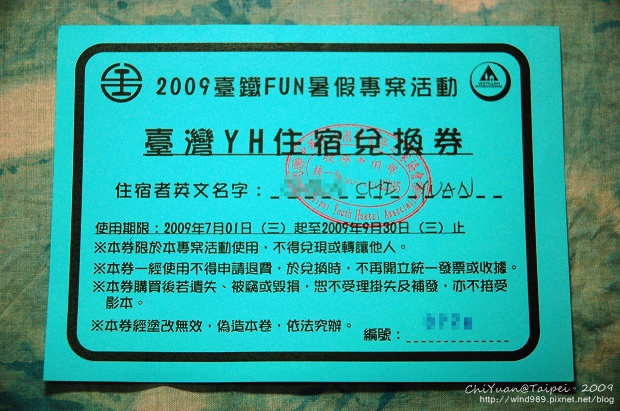 2009臺鐵FUN暑假專案活動
臺灣YH住宿兌換券
住宿者英文名字：CHI YUAN
使用期限：2009年7月01日（三）起至2009年9月30日（三）止
※本券限於本專案活動使用，不得兌現或轉讓他人。
※本券一經使用不得申請退費，於兌換時，不再開立統一發票或收據。
※本券購買後若遺失、被竊或毀損，恕不受理掛失及補發，亦不接受
影本。
※本券經塗改無效，偽造本卷，依法究辦。
編號：
ChiYuan@Taipei。2009
http://wind989.pixnet.net/blog